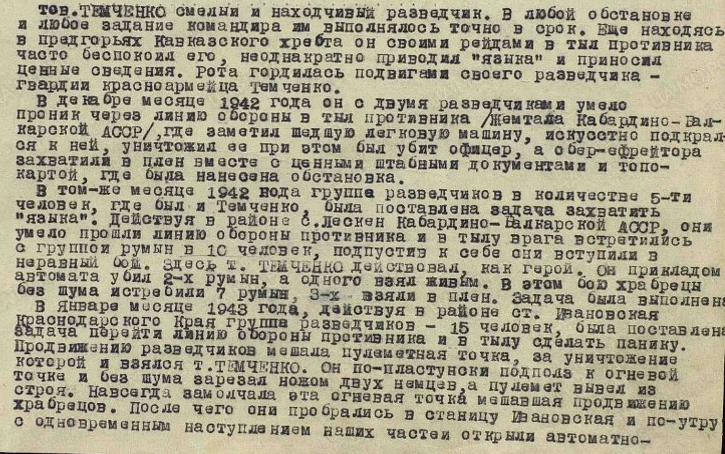 тов.ТЕМЧЕНКО смелый и находчивый разведчик. В любой обстановке
и любое задание командира им выполнялось точно в срок. Еще находясь
в предгорьях Кавказского хребта он своими рейдами в тыл противника
часто беспокоил его, неоднакратно приводил "языка" и приносил
ценные сведения. Рота гордилась подвигами своего разведчика -
гвардии красноармейца Темченко.
В декабре месяце 1942 года он с двумя разведчиками умело
проник через линию обороны в тыл противника /Жемтала Кабардино-Бал-
карской АССР/,где заметил шедшую легковую машину, искусстно подкрал-
ся к ней, уничтожил ее при этом был убит офицер, а обер-ефрейтора
захватили в плен вместе с ценными штабными документами и топо-
картой, где была нанесена обстановка.
В том-же месяце 1942 вода группа разведчиков в количестве 5-ти
человек, где был и Темченко, была поставлена задача захватить
"языка". Действуя в районе с.Лескен Кабардино-Балкарской АССР, они
умело прошли линию обороны противника и в тылу врага встретились
с группой румын в 10 человек, подпустив к себе они вступили в
неравный бош. Здесь т. ТЕМЧЕНКО действовал, как герой. Он прикладом
автомата убил 2-х румын, а одного взял живым. В этом бою храбрецы
без шума истребили 7 румын, 3-х взяли в плен. Задача была выполнена
В Январе месяце 1943 года, действуя в районе ст. Ивановская
Краснодарского Края группа разведчиков - 15 человек, была поставлена
задача перейти линию обороны противника и в тылу сделать панику.
Продвижению разведчиков мешала пулеметная точка, за уничтожение
которой и взялся т.ТЕМЧЕНКО. Он по-пластунски подполз к огневой
точке и без шума зарезал ножом двух немцев,а пулемет вывел из
строя. Навсегда замолчала эта огневая точка мешавшая продвижению
храбрецов. После чего они пробрались в станицу Ивановская и по-утру
с одновременным наступлением наших частей открыли автоматно-